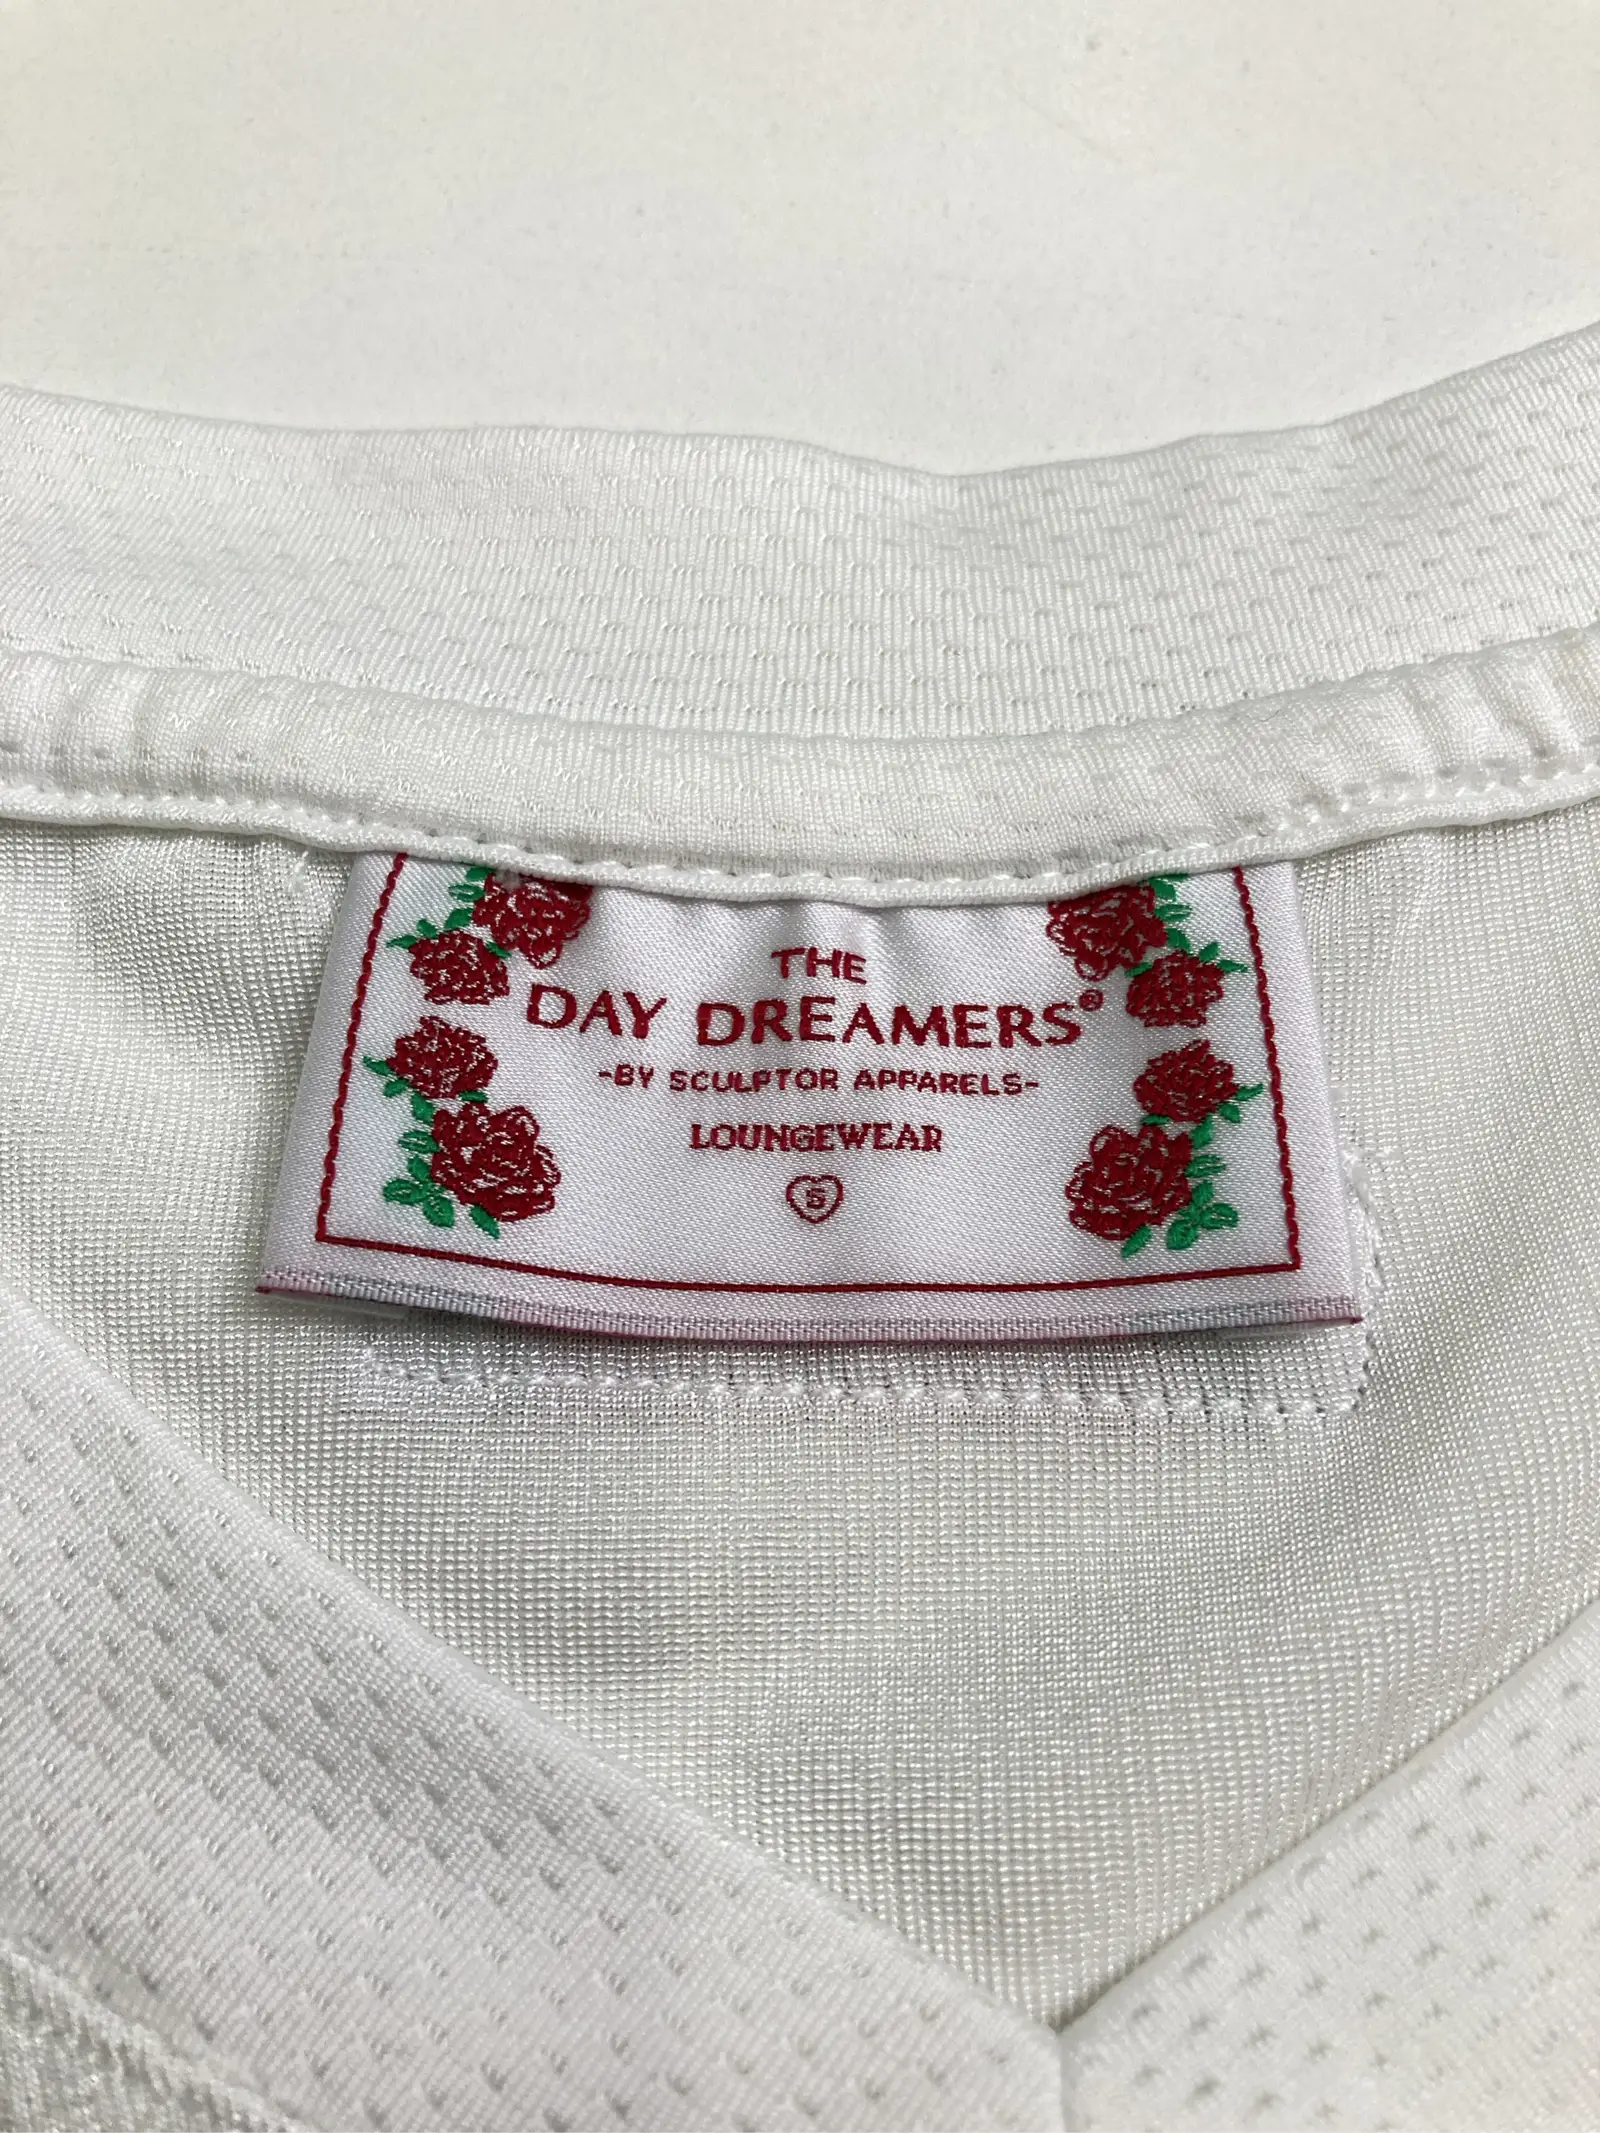 THE
DAY DREAMERS®
-BY SCULPTOR APPARELS-
LOUNGEWEAR
S